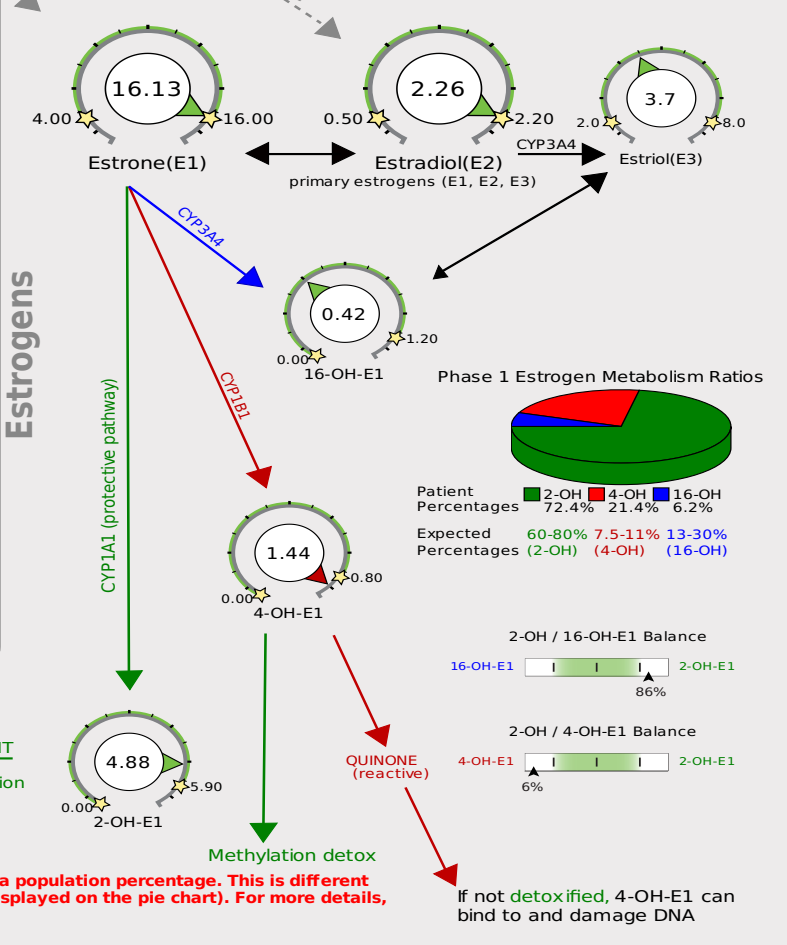 16.13
4.00
16.00
Estrone(E1)
2.26
0.50
2.20
Estradiol(E2)
CYP3A4
3.7
2.0
8.0
Estriol(E3)
primary estrogens (E1, E2, E3)
Estrogens
CYP3A4
0.42
0.00
1.20
16-OH-E1
CYP1B1
CYP1A1 (protective pathway)
Phase 1 Estrogen Metabolism Ratios
Patient Percentages
2-OH 72.4%
4-OH 21.4%
16-OH 6.2%
Expected Percentages
60-80% (2-OH)
7.5-11% (4-OH)
13-30% (16-OH)
1.44
0.00
0.80
4-OH-E1
2-OH / 16-OH-E1 Balance
16-OH-E1
2-OH-E1
86%
2-OH / 4-OH-E1 Balance
4-OH-E1
2-OH-E1
6%
QUINONE
(reactive)
4.88
0.00
5.90
2-OH-E1
Methylation detox
a population percentage. This is different
splayed on the pie chart). For more details,
If not detoxified, 4-OH-E1 can
bind to and damage DNA